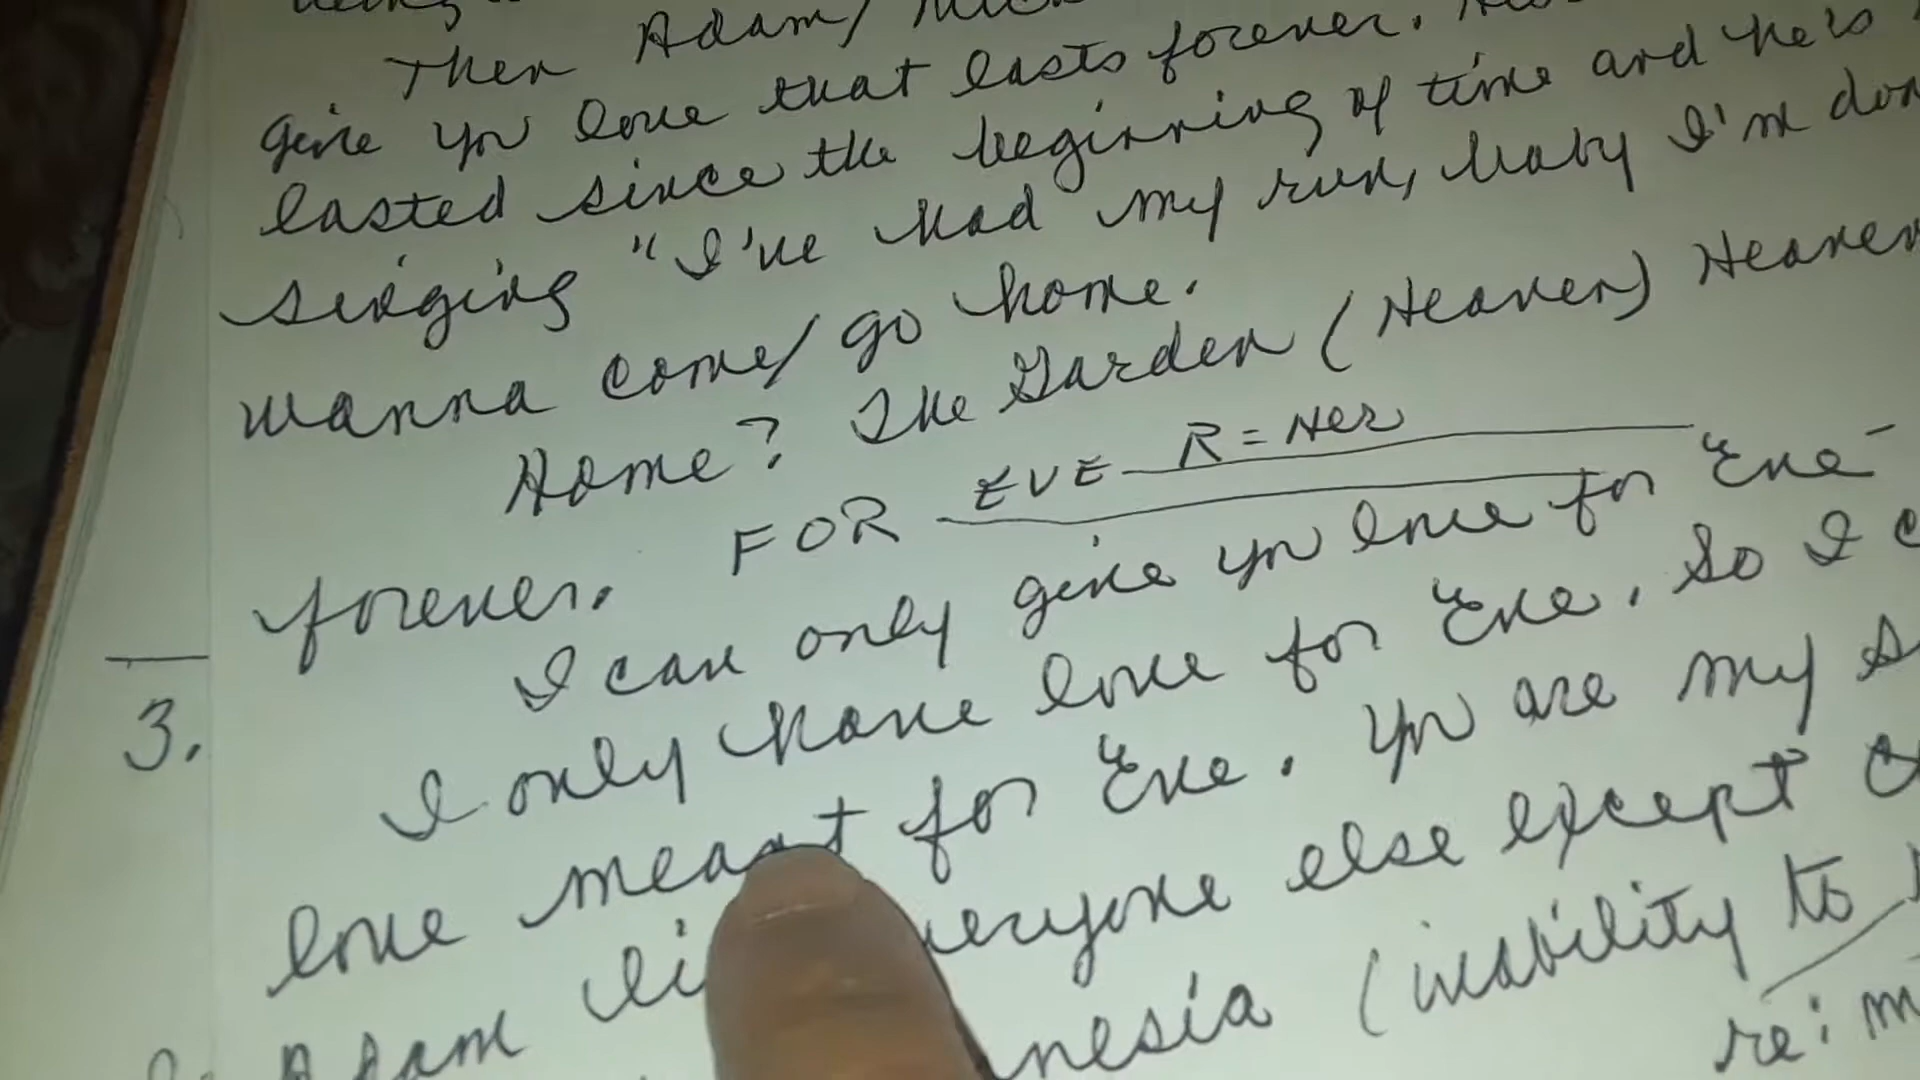 Then Adam/
give you love that lasts forever.
lasted since the beginning of time and he's
singing "I've had my run, baby I'm don
wanna come/go home.
Home? The Garden (Heaven) Heaven
FOR EVE R = Her
forever.
I can only give you love for Eve-
I only have love for Eve. So I c
love meant for Eve. You are my s
Adam li everyone else except
nesia (inability to
re: m
3.